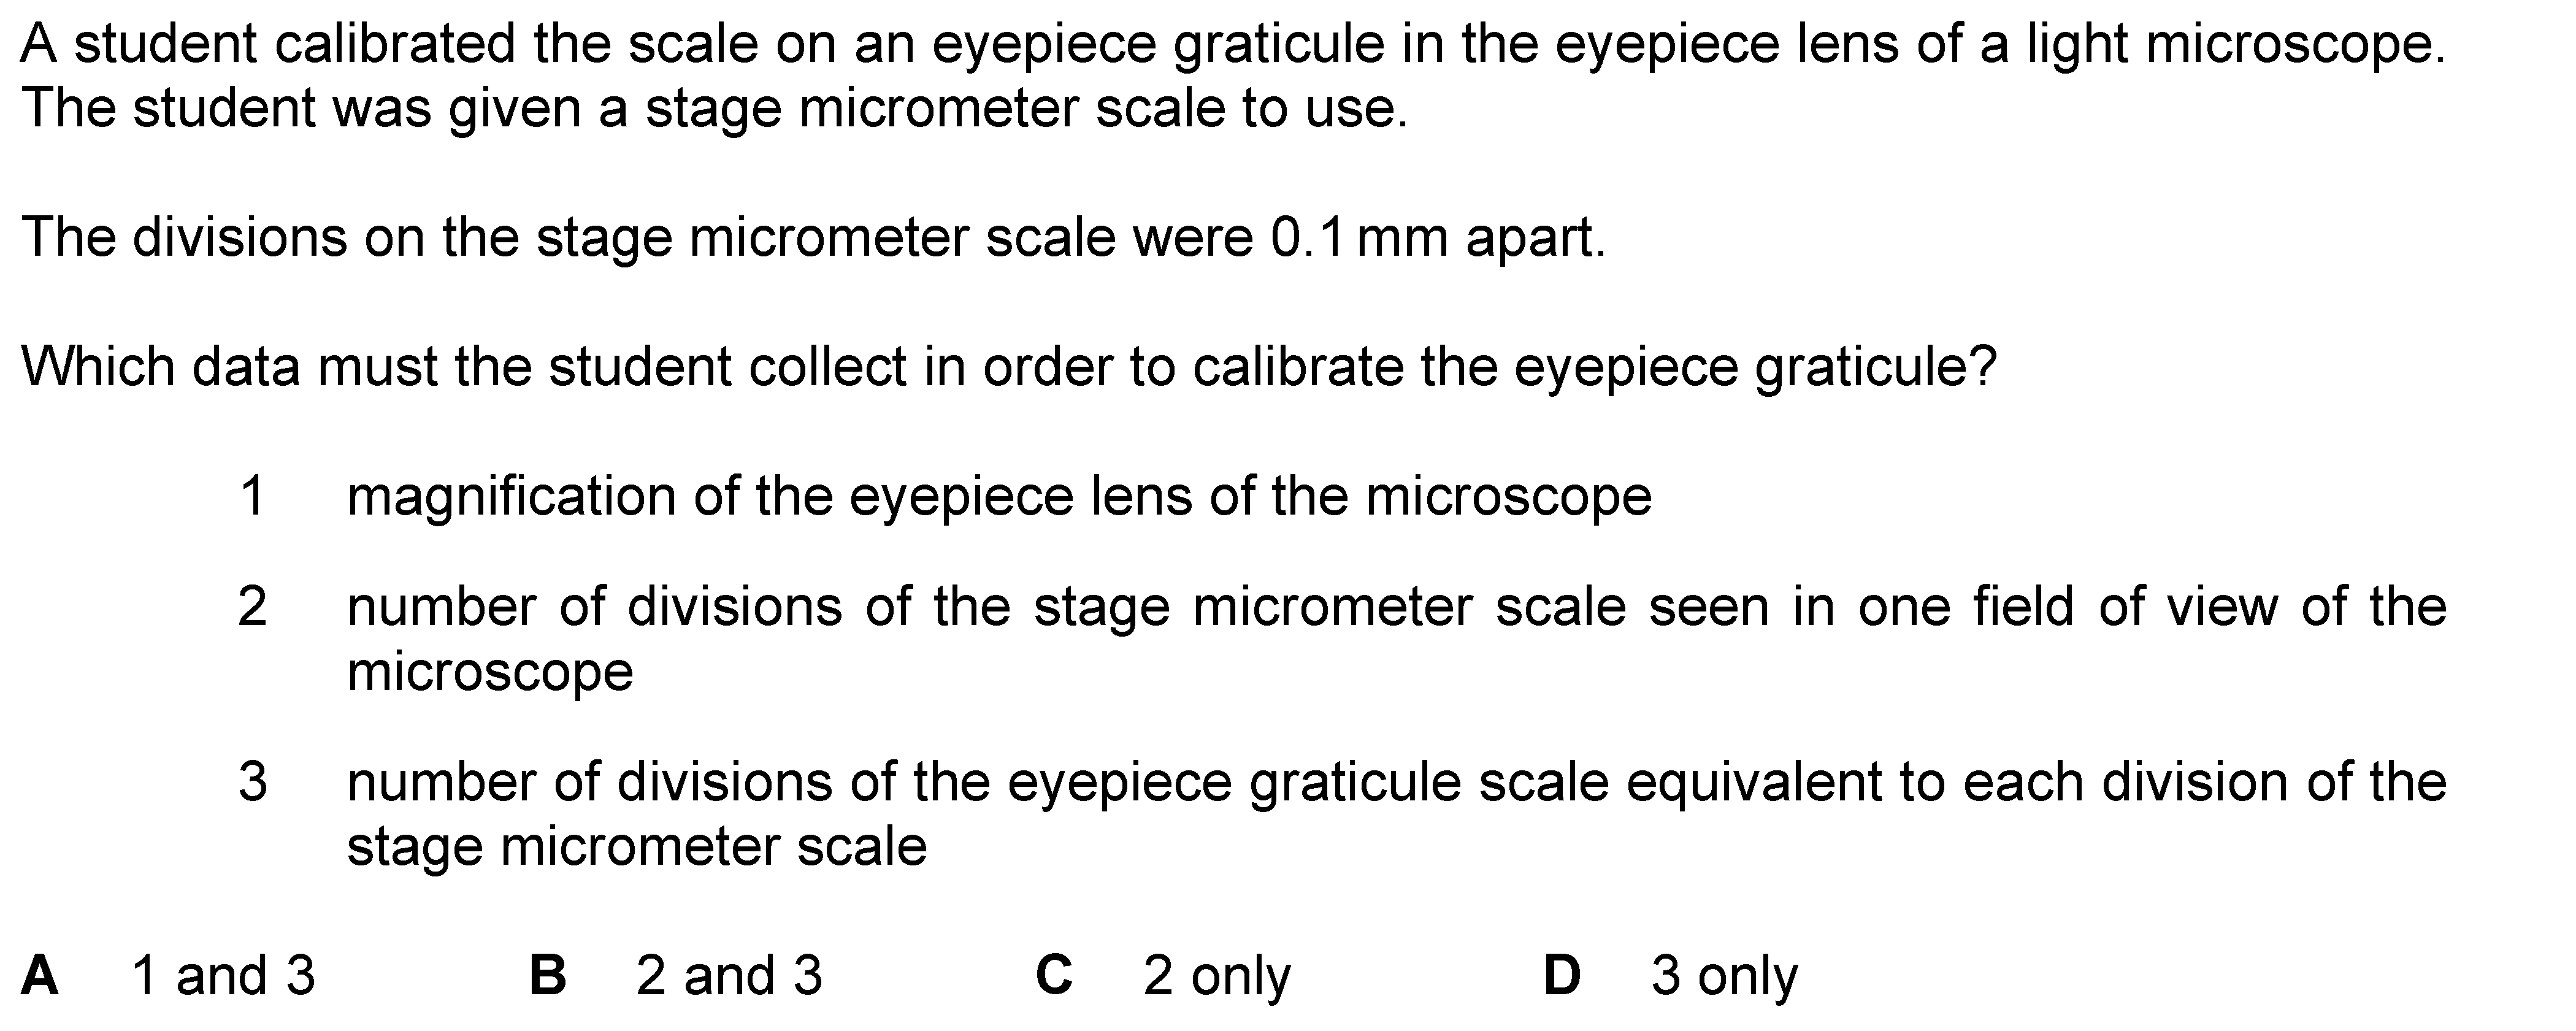 A student calibrated the scale on an eyepiece graticule in the eyepiece lens of a light microscope.
The student was given a stage micrometer scale to use.
The divisions on the stage micrometer scale were 0.1 mm apart.
Which data must the student collect in order to calibrate the eyepiece graticule?
1 magnification of the eyepiece lens of the microscope
2 number of divisions of the stage micrometer scale seen in one field of view of the
microscope
3 number of divisions of the eyepiece graticule scale equivalent to each division of the
stage micrometer scale
A 1 and 3 B 2 and 3 C 2 only D 3 only